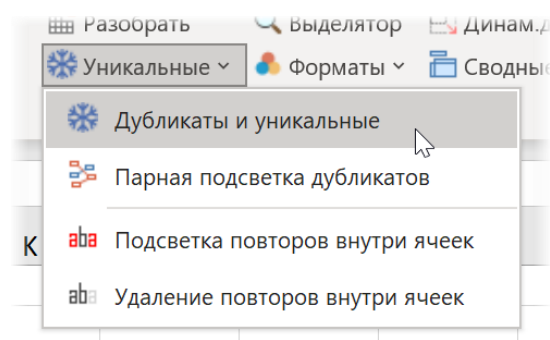 Разобрать Выделятор Динам.д
Уникальные Форматы Сводные
Дубликаты и уникальные
Парная подсветка дубликатов
К
aba Подсветка повторов внутри ячеек
aba Удаление повторов внутри ячеек